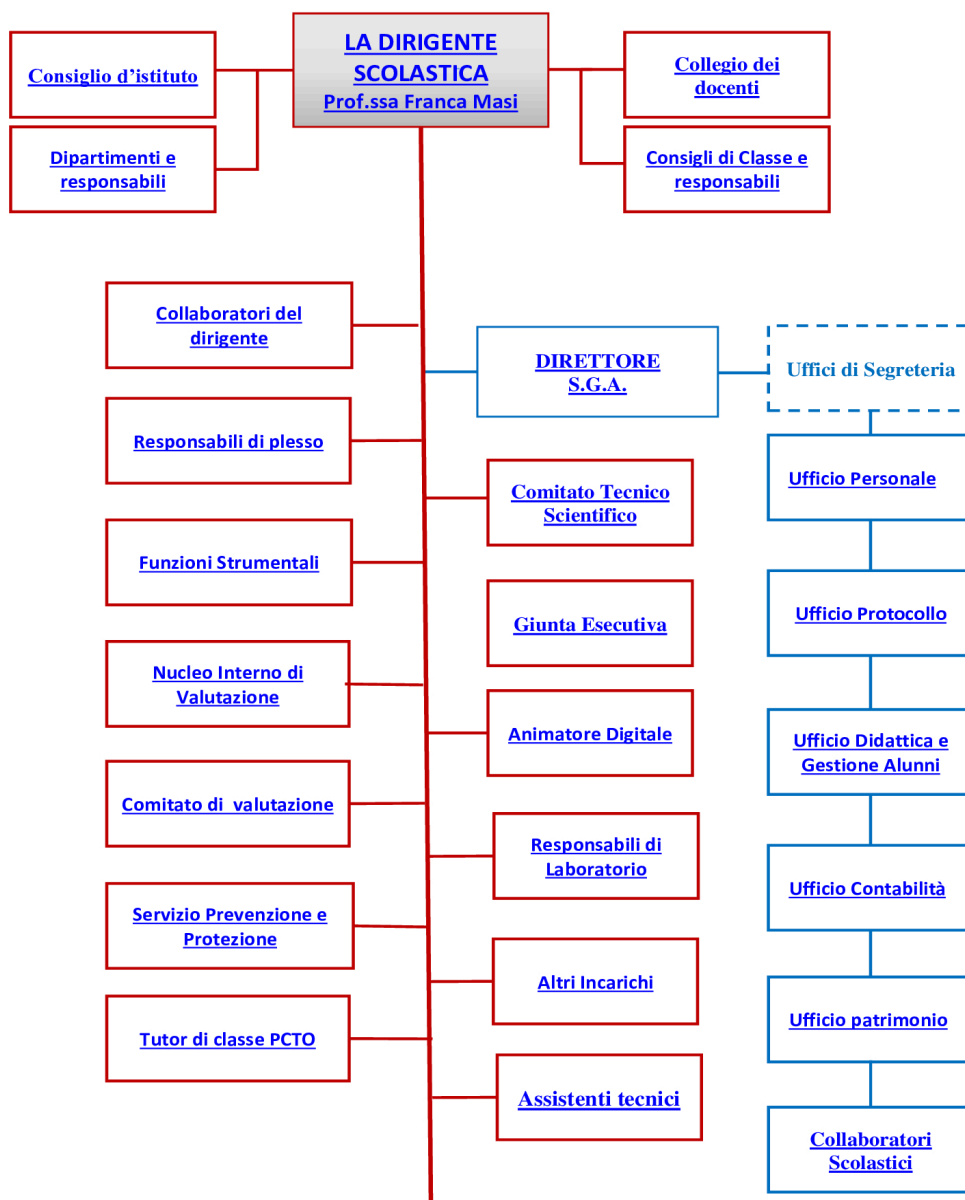 LA DIRIGENTE
SCOLASTICA
Prof.ssa Franca Masi
Consiglio d'istituto
Collegio dei
docenti
Dipartimenti e
responsabili
Consigli di Classe e
responsabili
Collaboratori del
dirigente
DIRETTORE
S.G.A.
Uffici di Segreteria
Responsabili di plesso
Ufficio Personale
Comitato Tecnico
Scientifico
Funzioni Strumentali
Giunta Esecutiva
Ufficio Protocollo
Nucleo Interno di
Valutazione
Animatore Digitale
Ufficio Didattica e
Gestione Alunni
Comitato di  valutazione
Responsabili di
Laboratorio
Ufficio Contabilità
Servizio Prevenzione e
Protezione
Altri Incarichi
Ufficio patrimonio
Tutor di classe PCTO
Assistenti tecnici
Collaboratori
Scolastici